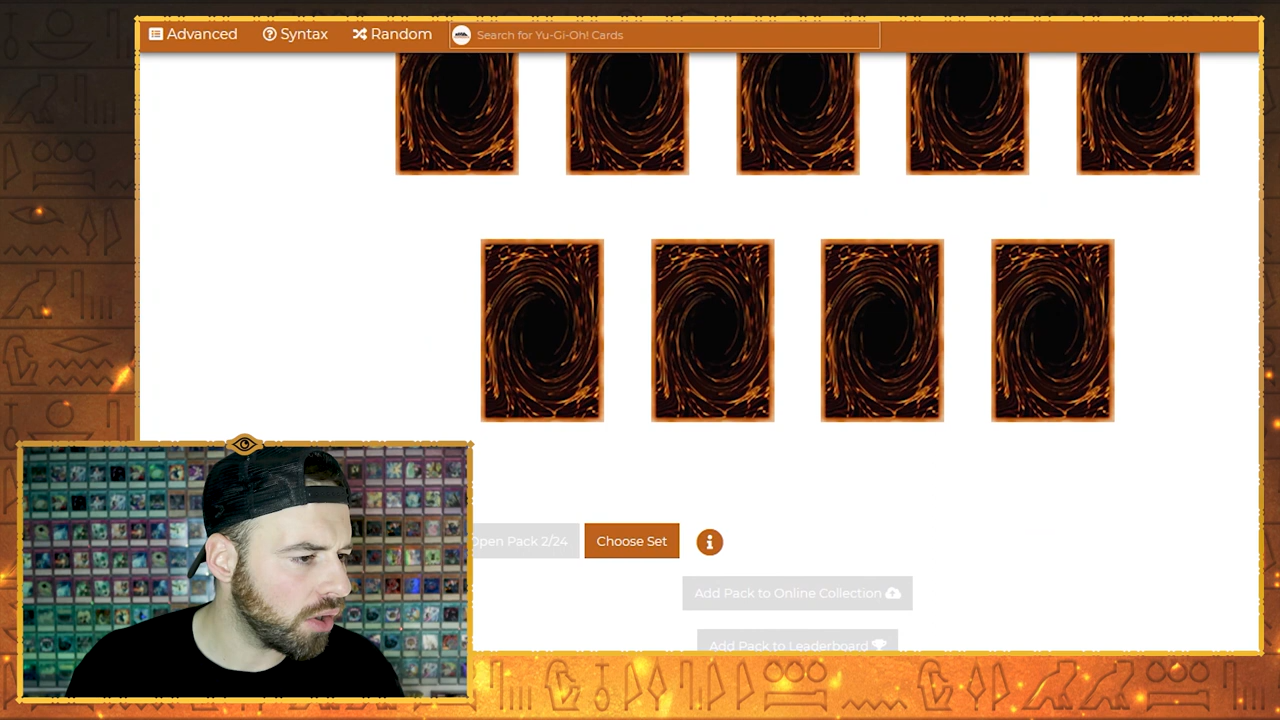 Advanced
Syntax
Random
Search for Yu-Gi-Oh! Cards
Open Pack 2/24
Choose Set
Add Pack to Online Collection
Add Pack to Leaderboard